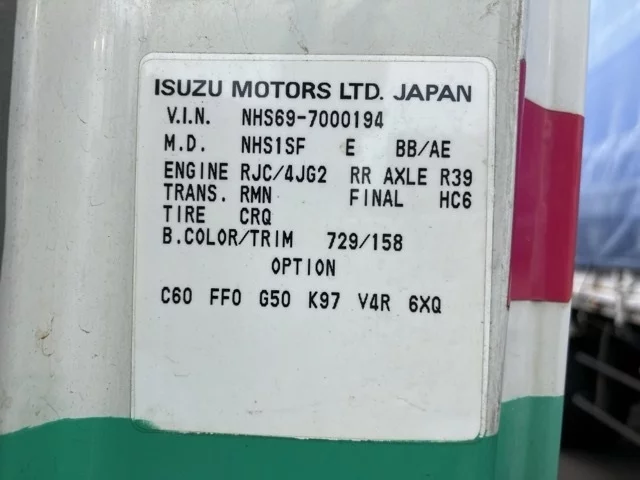 ISUZU MOTORS LTD. JAPAN
V.I.N. NHS69-7000194
M.D. NHS1SF E BB/AE
ENGINE RJC/4JG2 RR AXLE R39
TRANS. RMN FINAL HC6
TIRE CRQ
B.COLOR/TRIM 729/158
OPTION
C60 FF0 G50 K97 V4R 6XQ